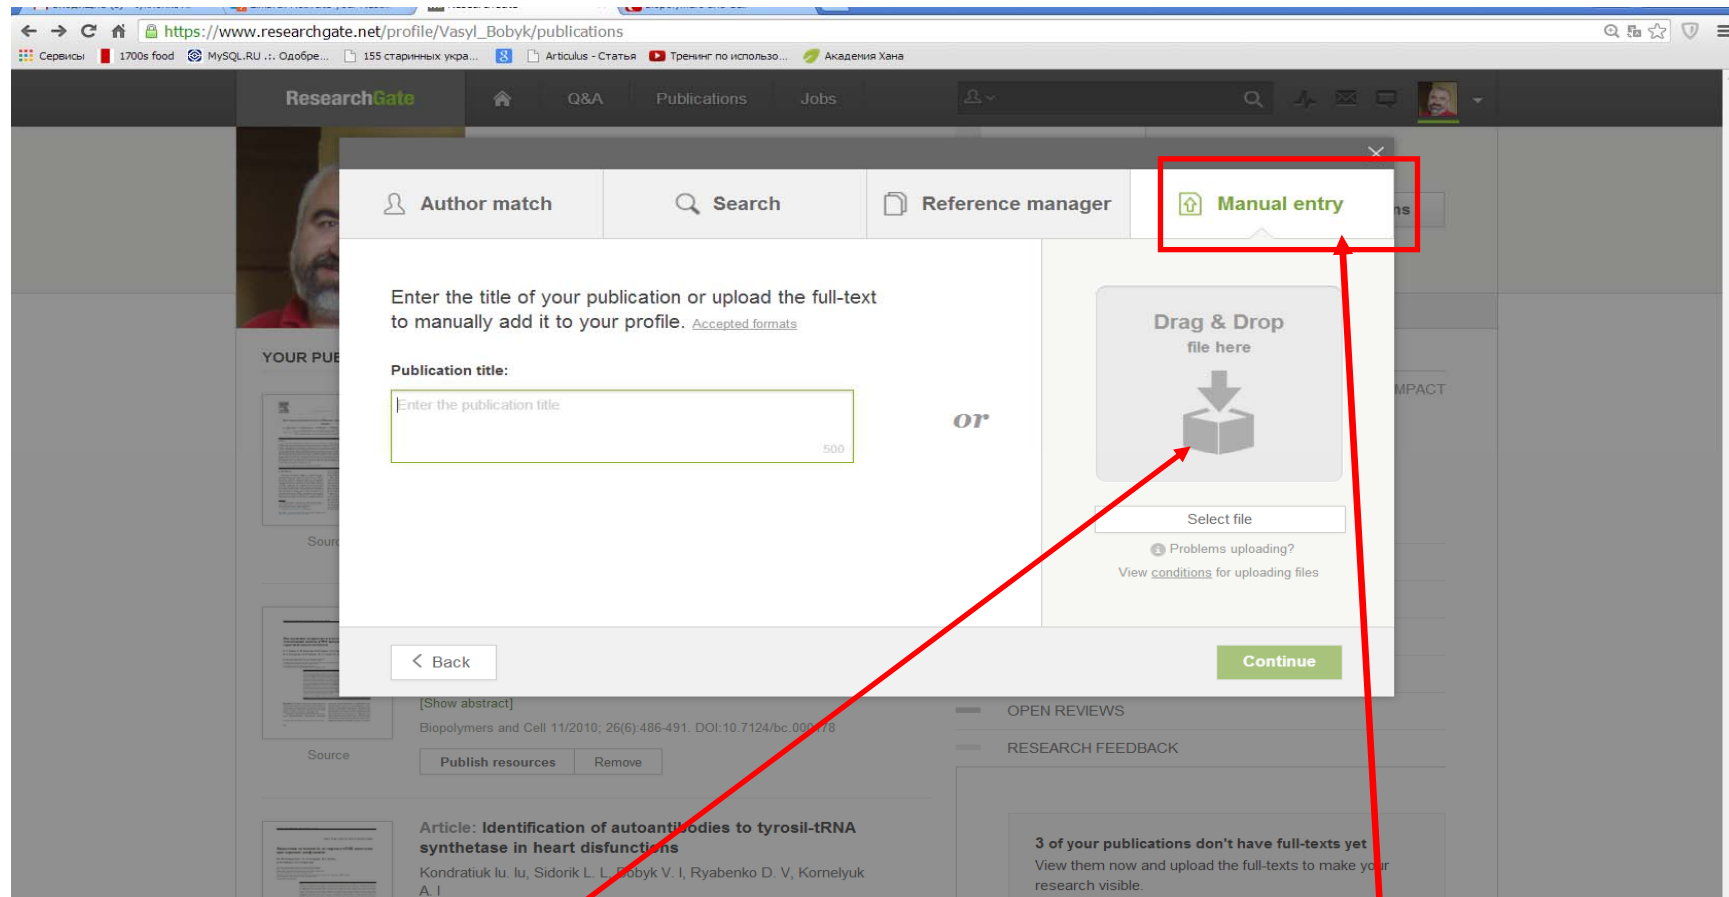 https://www.researchgate.net/profile/Vasyl_Bobyk/publications
Сервисы 1700s food MySQL.RU .:. Одобре... 155 старинных укра... 8 Articulus - Статья Тренинг по использо... Академия Хана
ResearchGate Q&A Publications Jobs
Author match Search Reference manager Manual entry
Enter the title of your publication or upload the full-text
to manually add it to your profile. Accepted formats
Publication title:
Enter the publication title
500
or
Drag & Drop
file here
Select file
Problems uploading?
View conditions for uploading files
Back Continue
YOUR PUB
MPACT
Sourc
[Show abstract]
Biopolymers and Cell 11/2010; 26(6):486-491. DOI:10.7124/bc.
Source
Publish resources Remove
OPEN REVIEWS
RESEARCH FEEDBACK
Article: Identification of autoantibodies to tyrosil-tRNA
synthetase in heart disfunctions
Kondratiuk Iu. Iu, Sidorik L. L, Bobyk V. I, Ryabenko D. V, Kornelyuk
A. I
3 of your publications don't have full-texts yet
View them now and upload the full-texts to make your
research visible.